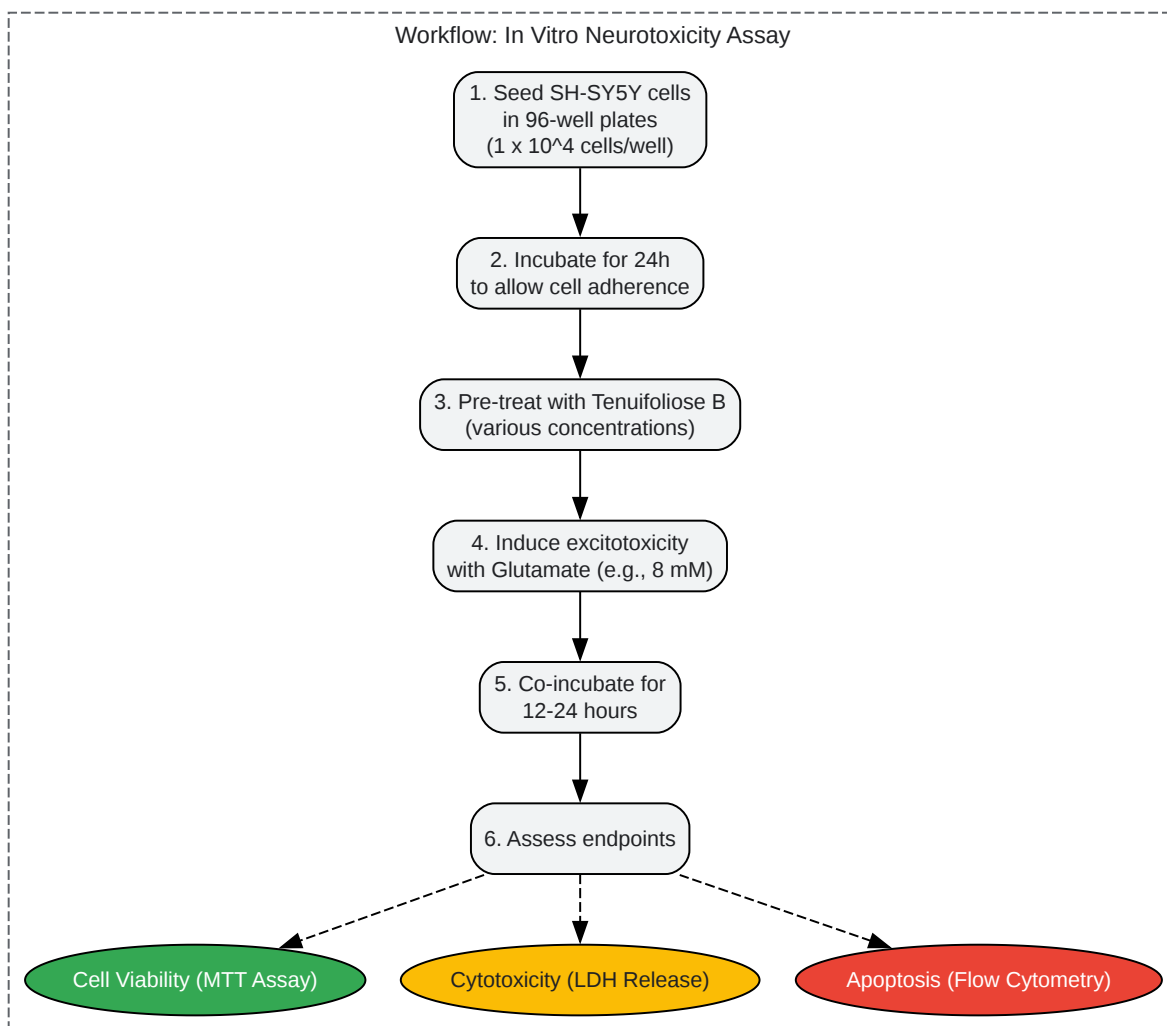 Workflow: In Vitro Neurotoxicity Assay
1. Seed SH-SY5Y cells
in 96-well plates
(1 x 10^4 cells/well)
2. Incubate for 24h
to allow cell adherence
3. Pre-treat with Tenuifoliose B
(various concentrations)
4. Induce excitotoxicity
with Glutamate (e.g., 8 mM)
5. Co-incubate for
12-24 hours
6. Assess endpoints
Cell Viability (MTT Assay)
Cytotoxicity (LDH Release)
Apoptosis (Flow Cytometry)